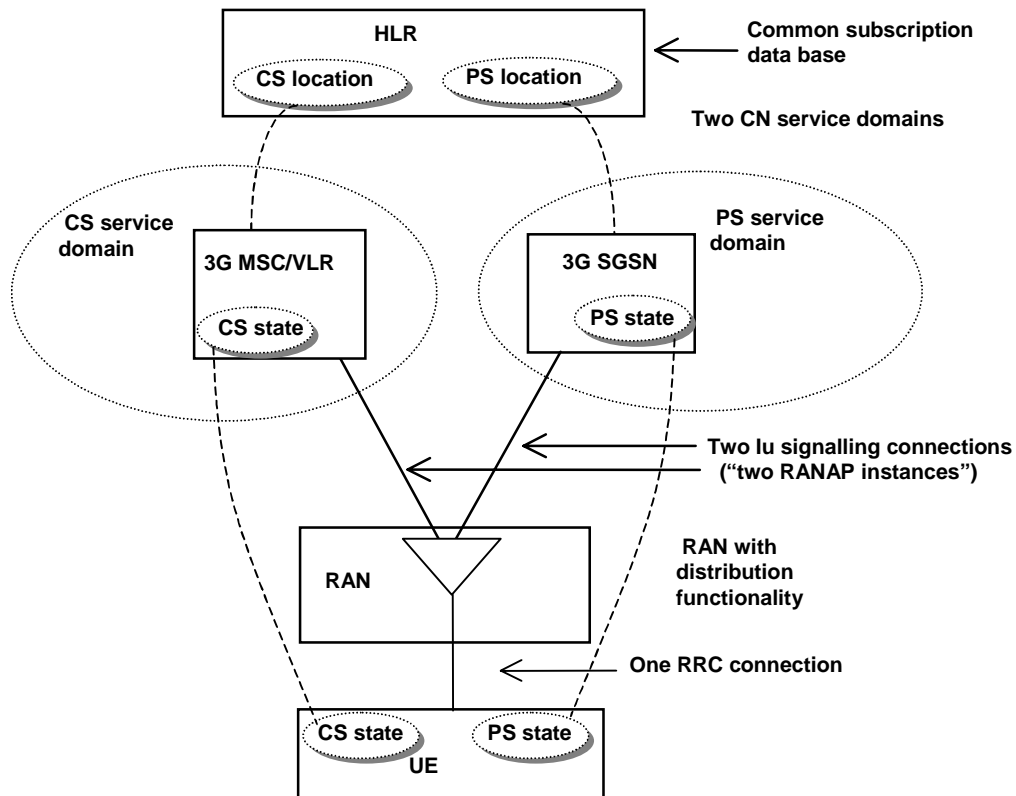 HLR
Common subscription
data base
CS location
PS location
Two CN service domains
CS service
domain
PS service
domain
3G MSC/VLR
3G SGSN
CS state
PS state
Two Iu signalling connections
(“two RANAP instances”)
RAN
RAN with
distribution
functionality
One RRC connection
CS state
PS state
UE